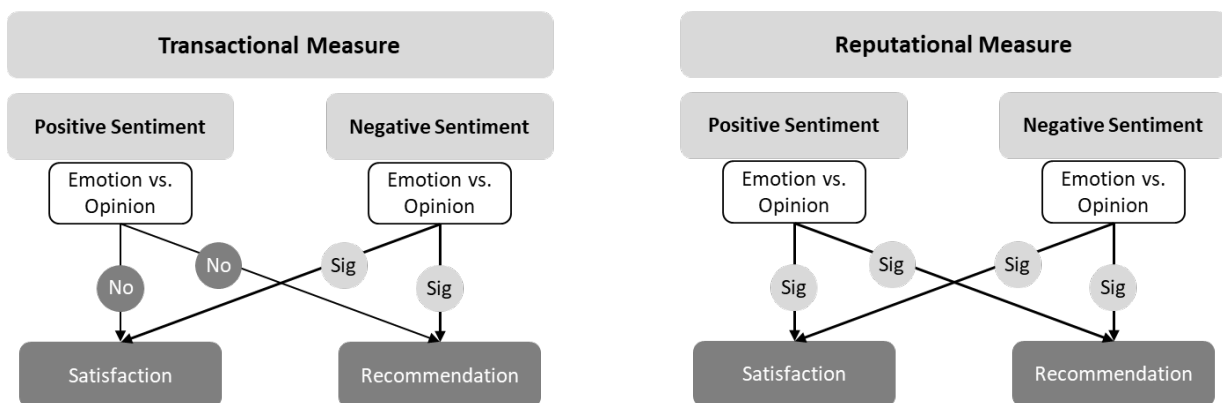 Transactional Measure
Reputational Measure
Positive Sentiment
Negative Sentiment
Positive Sentiment
Negative Sentiment
Emotion vs.
Opinion
Emotion vs.
Opinion
Emotion vs.
Opinion
Emotion vs.
Opinion
No
No
Sig
Sig
Sig
Sig
Sig
Sig
Satisfaction
Recommendation
Satisfaction
Recommendation